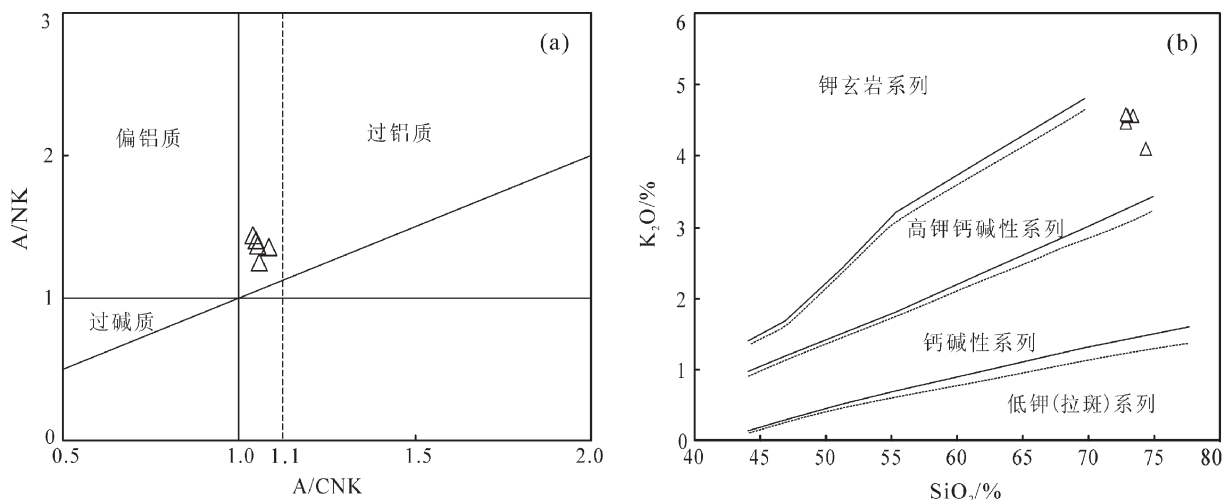 (a)
3
2
1
0
A/NK
偏铝质
过铝质
过碱质
0.5
1.0
1.1
1.5
2.0
A/CNK
(b)
6
5
4
3
2
1
0
K₂O/%
钾玄岩系列
高钾钙碱性系列
钙碱性系列
低钾(拉斑)系列
40
45
50
55
60
65
70
75
80
SiO₂/%